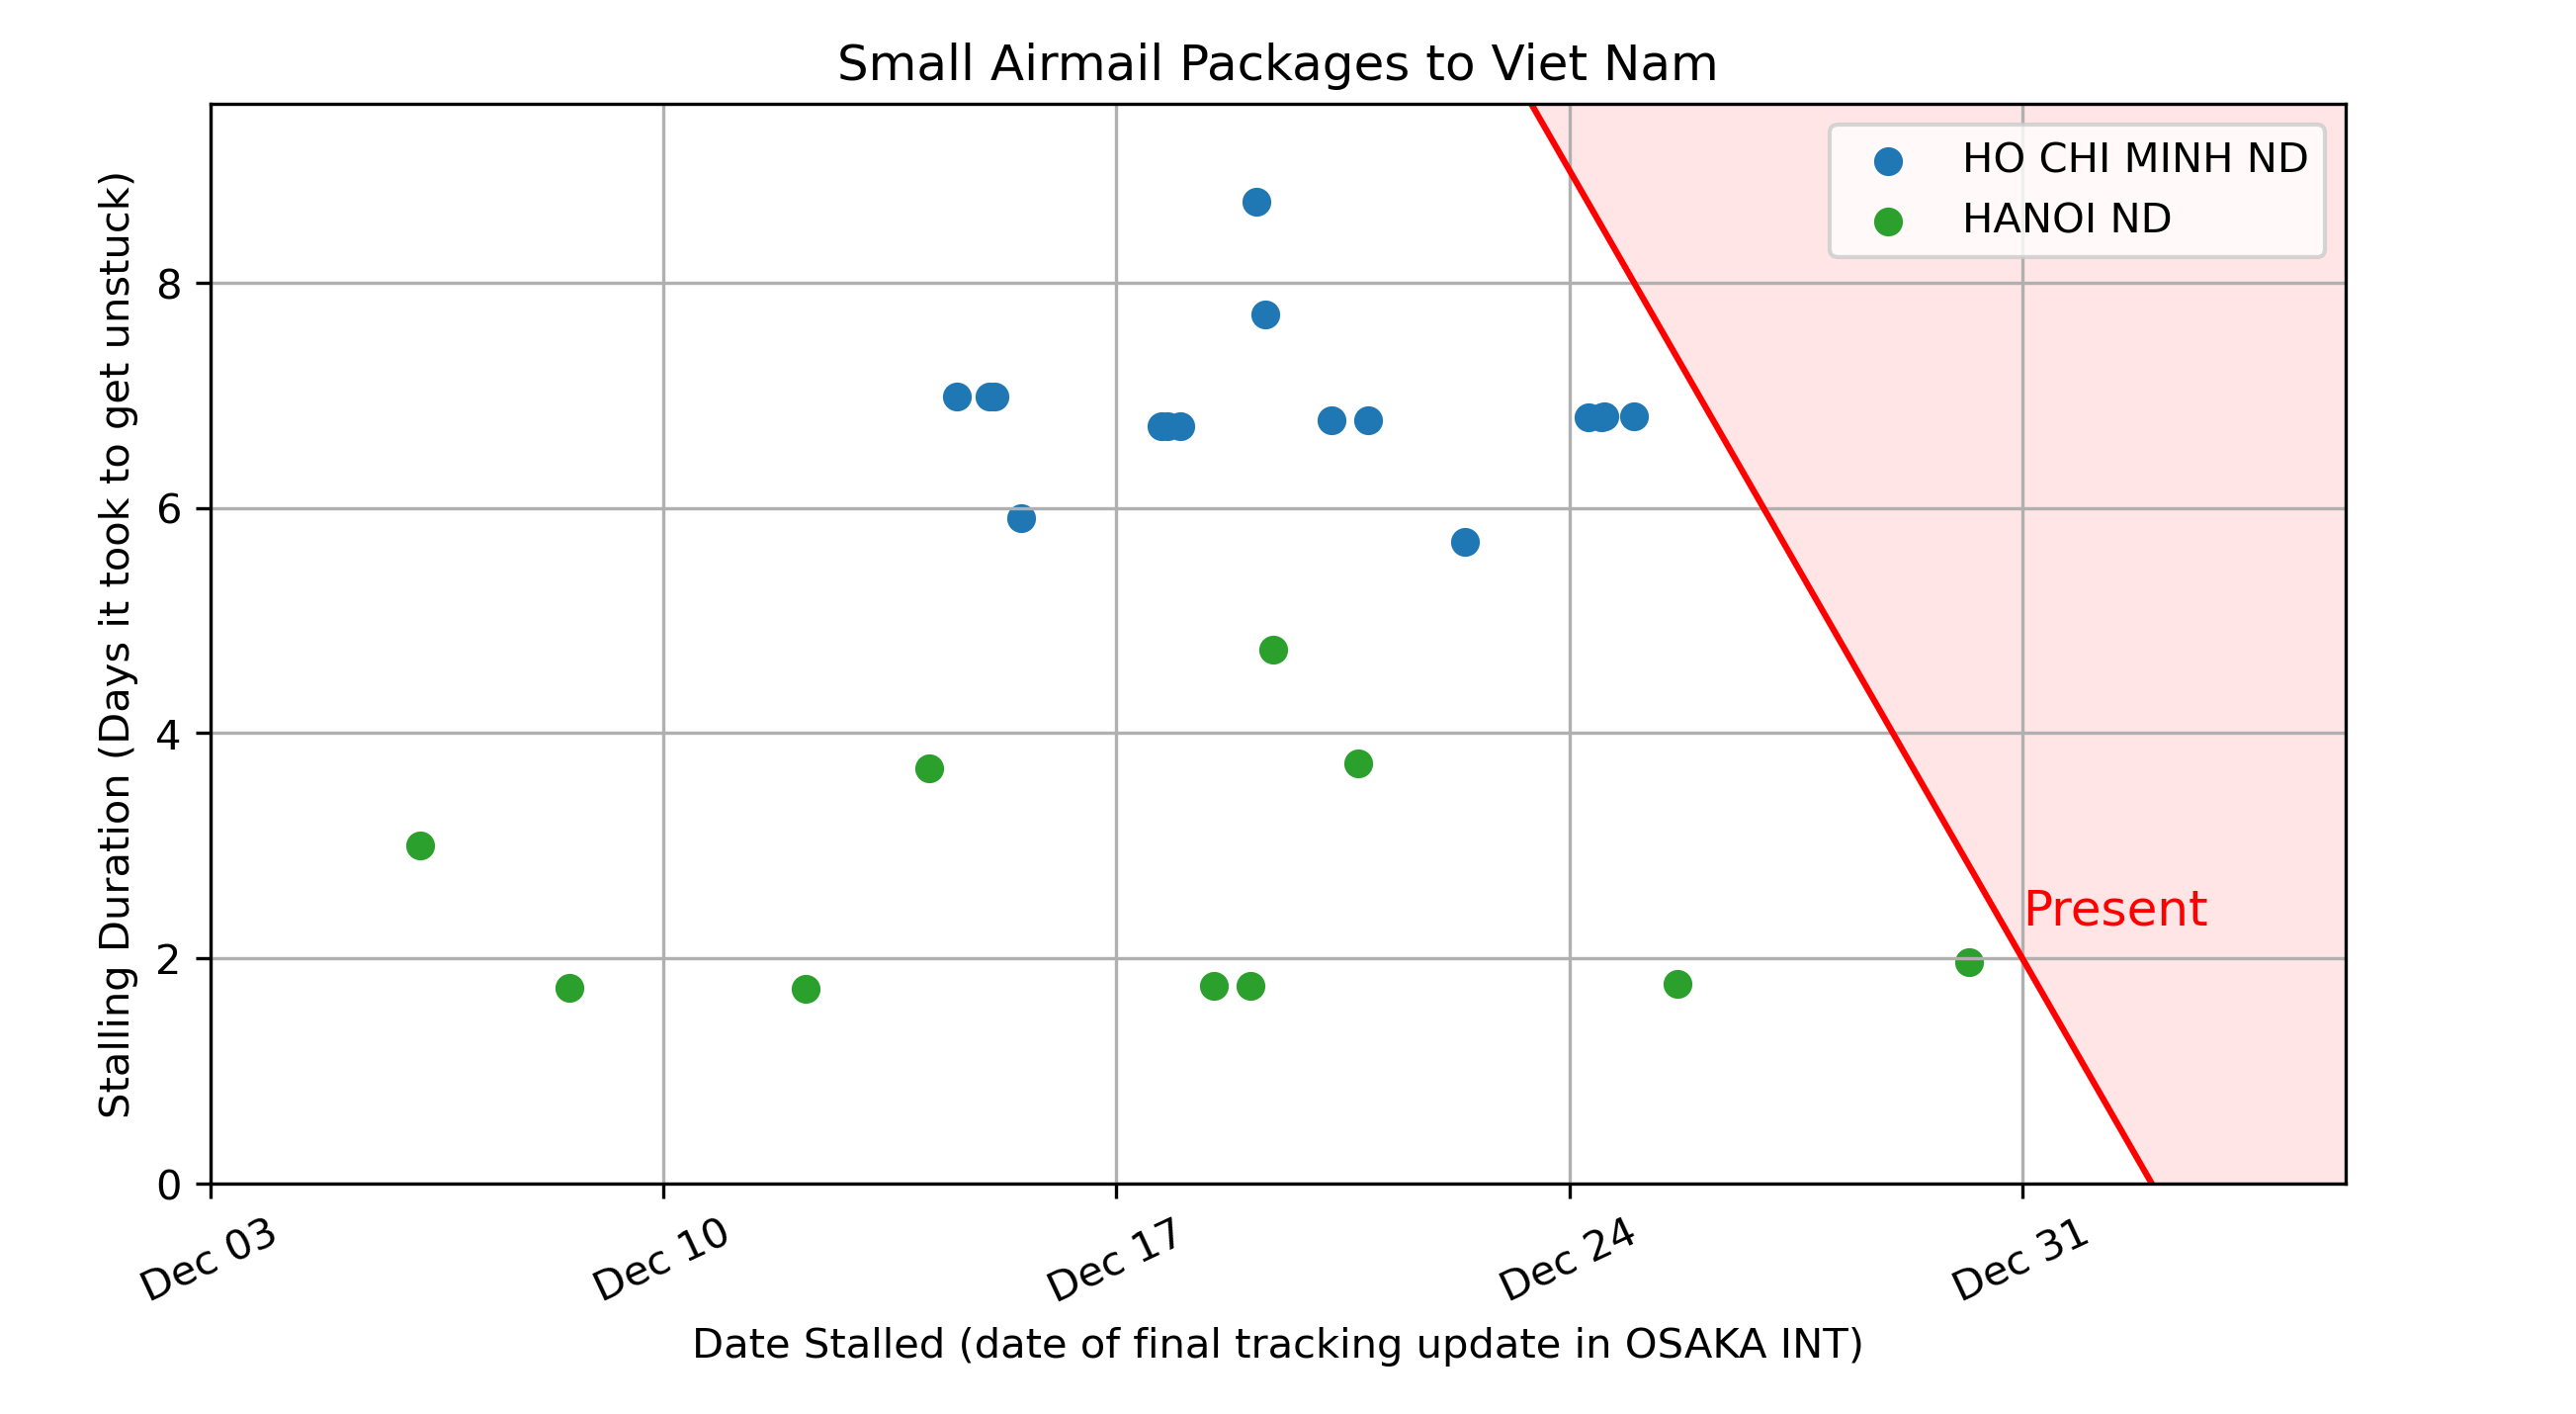 Small Airmail Packages to Viet Nam
HO CHI MINH ND
HANOI ND
Stalling Duration (Days it took to get unstuck)
8
6
4
2
0
Present
Dec 03
Dec 10
Dec 17
Dec 24
Dec 31
Date Stalled (date of final tracking update in OSAKA INT)